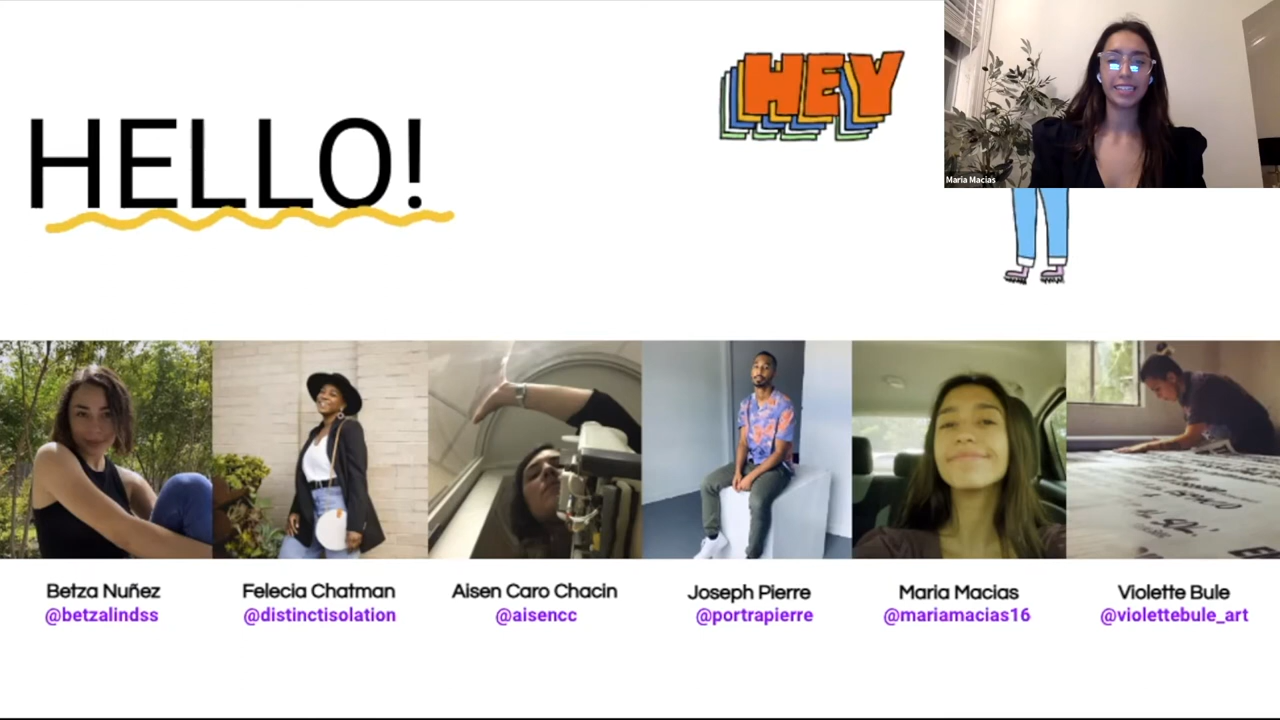 HEY
HELLO!
Maria Macias
Betza Nuñez
@betzalindss
Felecia Chatman
@distinctisolation
Aisen Caro Chacin
@aisencc
Joseph Pierre
@portrapierre
Maria Macias
@mariamacias16
Violette Bule
@violettebule_art